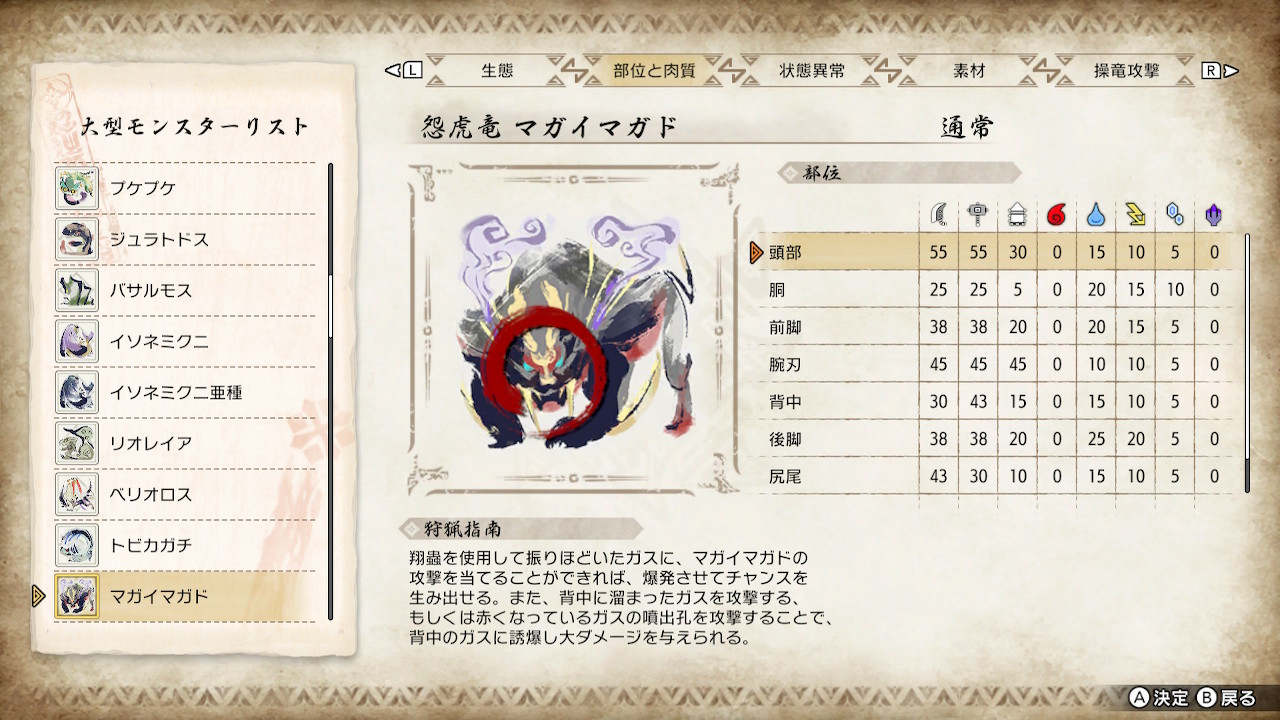 L 生態 部位と肉質 状態異常 素材 操竜攻撃 R
大型モンスターリスト
プケプケ
ジュラトドス
バサルモス
イソネミクニ
イソネミクニ亜種
リオレイア
ベリオロス
トビカガチ
マガイマガド
怨虎竜 マガイマガド 通常
部位
頭部 55 55 30 0 15 10 5 0
胴 25 25 5 0 20 15 10 0
前脚 38 38 20 0 20 15 5 0
腕刃 45 45 45 0 10 10 5 0
背中 30 43 15 0 15 10 5 0
後脚 38 38 20 0 25 20 5 0
尻尾 43 30 10 0 15 10 5 0
狩猟指南
翔蟲を使用して振りほどいたガスに、マガイマガドの
攻撃を当てることができれば、爆発させてチャンスを
生み出せる。また、背中に溜まったガスを攻撃する、
もしくは赤くなっているガスの噴出孔を攻撃することで、
背中のガスに誘爆し大ダメージを与えられる。
A 決定 B 戻る